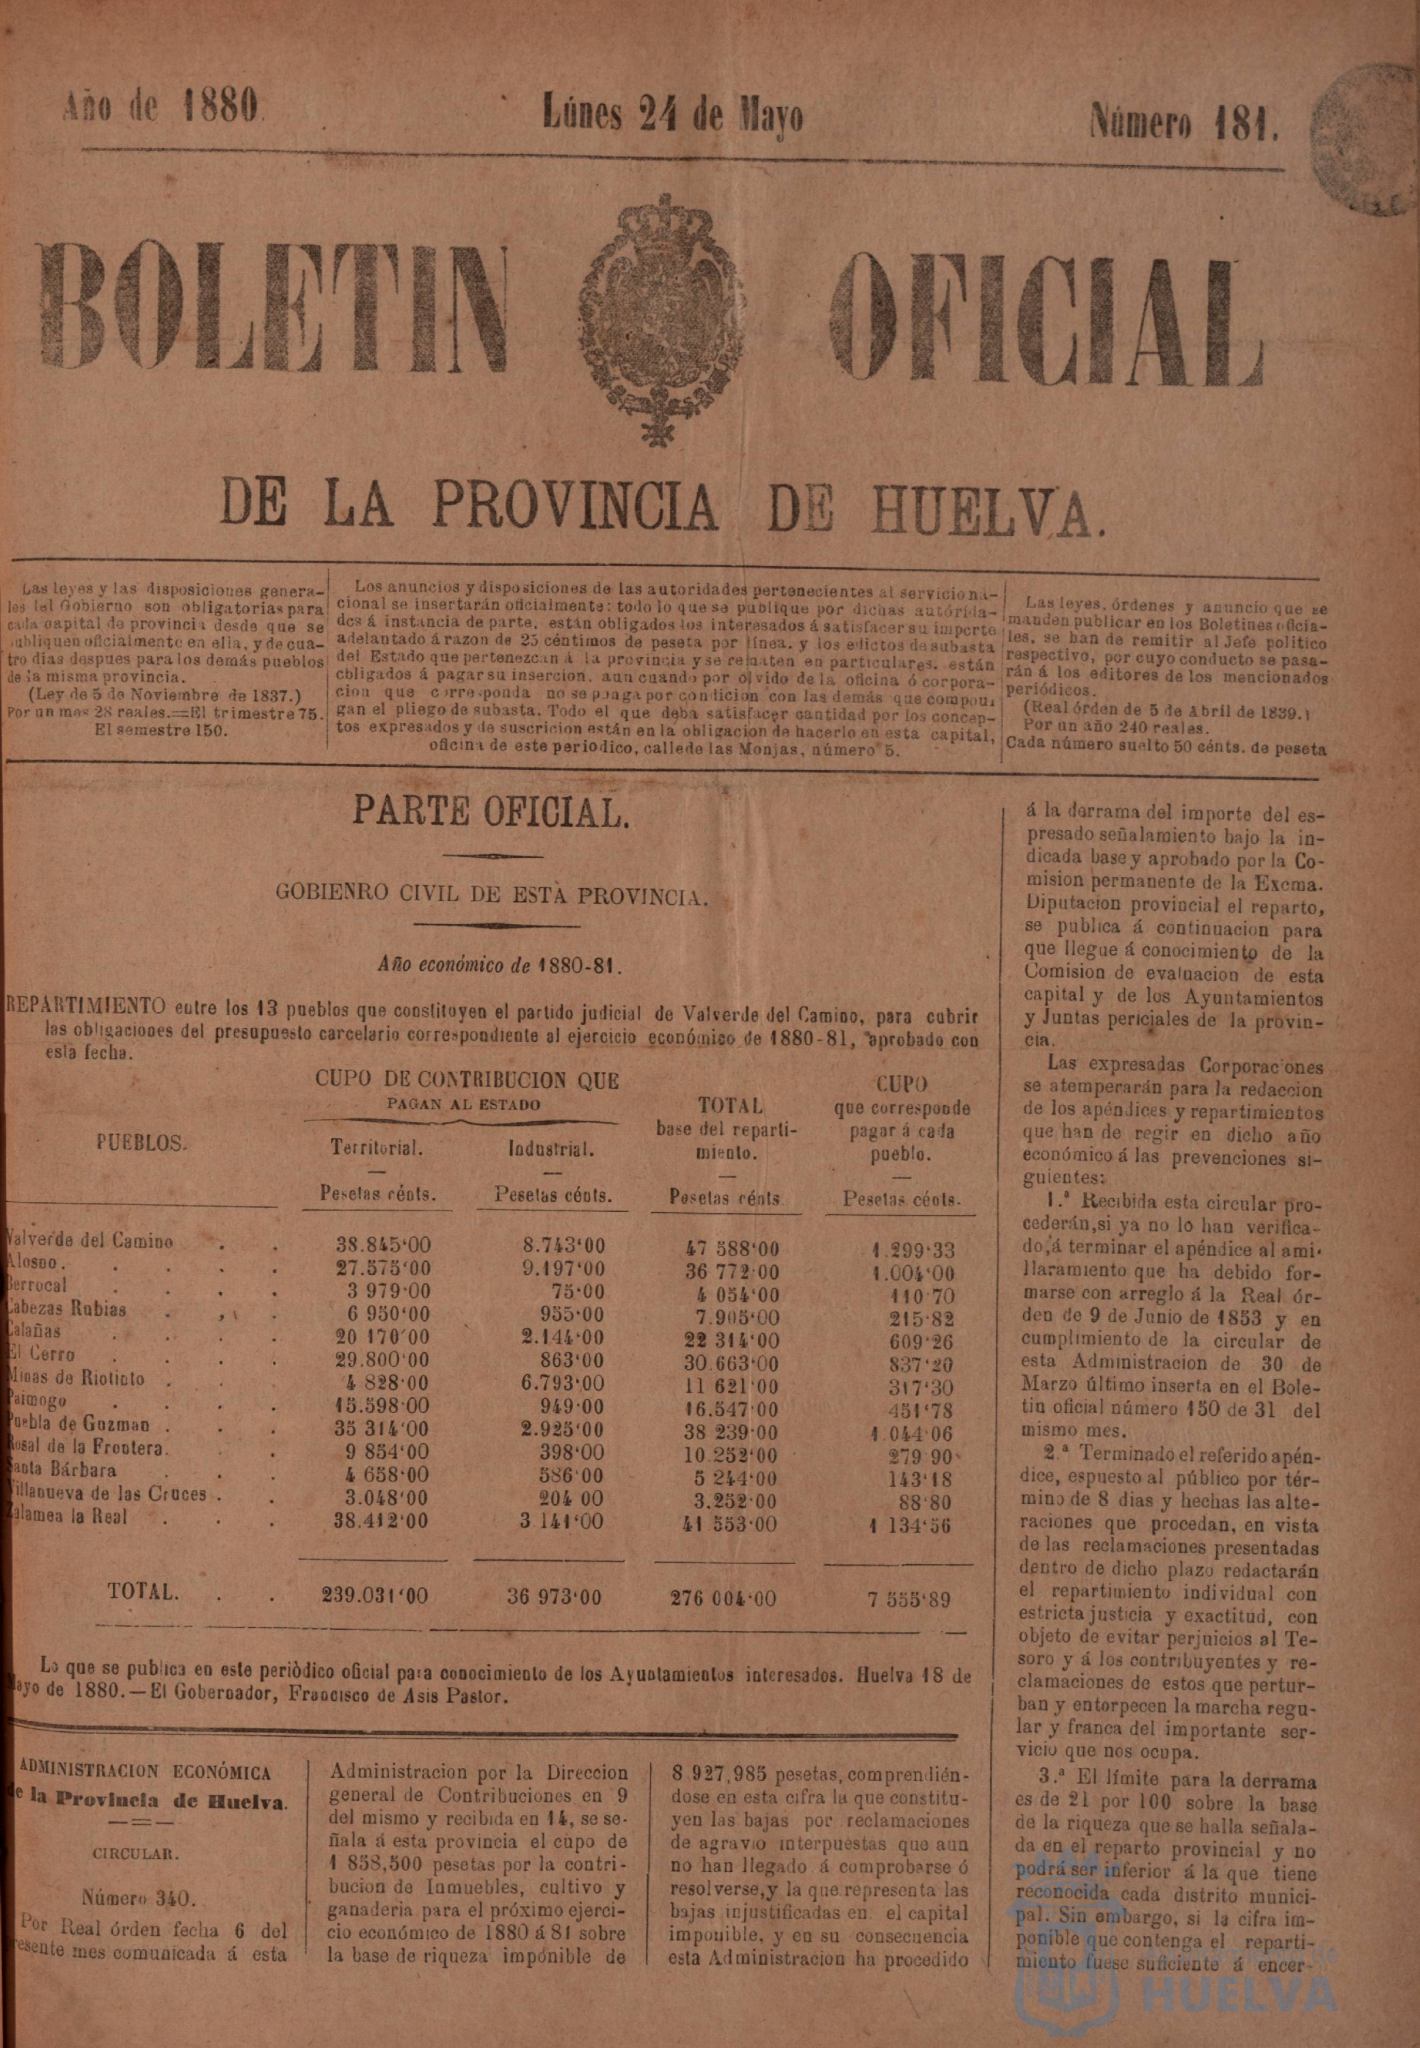 Año de 1880.
Lúnes 24 de Mayo
Número 181.
BOLETIN OFICIAL
DE LA PROVINCIA DE HUELVA.
Las leyes y las disposiciones genera-
les del Gobierno son obligatorias para
cada capital de provincia desde que se
publiquen oficialmente en ella, y de cua-
tro dias despues para los demás pueblos
de la misma provincia.
(Ley de 5 de Noviembre de 1837.)
Por un mes 28 reales.=El trimestre 75.
El semestre 150.
Los anuncios y disposiciones de las autoridades pertenecientes al servicio na-
cional se insertarán oficialmente: todo lo que se publique por dichas autorida-
des á instancia de parte, están obligados los interesados á satisfacer su importe
adelantado á razon de 25 céntimos de peseta por línea, y los edictos de subasta
del Estado que pertenezcan á la provincia y se rematen en particulares, están
obligados á pagar su insercion, aun cuando por olvido de la oficina ó corpora-
cion que corresponda no se ponga por condicion con las demás que compon-
gan el pliego de subasta. Todo el que deba satisfacer cantidad por los concep-
tos expresados y de suscricion están en la obligacion de hacerlo en esta capital,
oficina de este periodico, callede las Monjas, número 5.
Las leyes, órdenes y anuncio que se
manden publicar en los Boletines oficia-
les, se han de remitir al Jefe politico
respectivo, por cuyo conducto se pasa-
rán á los editores de los mencionados
periódicos.
(Real órden de 5 de Abril de 1839.)
Por un año 240 reales.
Cada número suelto 50 cénts. de peseta
PARTE OFICIAL.
GOBIENRO CIVIL DE ESTA PROVINCIA.
Año económico de 1880-81.
REPARTIMIENTO entre los 13 pueblos que constituyen el partido judicial de Valverde del Camino, para cubrir
las obligaciones del presupuesto carcelario correspondiente al ejercicio económico de 1880-81, aprobado con
esta fecha.
CUPO DE CONTRIBUCION QUE
PAGAN AL ESTADO
TOTAL
base del reparti-
miento.
CUPO
que corresponde
pagar á cada
pueblo.
PUEBLOS.
Territorial.
Industrial.
Pesetas cénts.
Pesetas cénts.
Pesetas cénts.
Pesetas cénts.
Valverde del Camino . . 38.845'00 8.743'00 47 588'00 1.299'33
Alosno. . . . . 27.575'00 9.197'00 36 772'00 1.004'00
Berrocal . . . . 3 979'00 75'00 4 054'00 110'70
Cabezas Rubias . . . 6 950'00 955'00 7.905'00 215'82
Calañas . . . . 20 170'00 2.144'00 22 314'00 609'26
El Cerro . . . . 29.800'00 863'00 30.663'00 837'20
Minas de Riotinto . . . 4 828'00 6.793'00 11 621'00 317'30
Paimogo . . . . 15.598'00 949'00 16.547'00 451'78
Puebla de Guzman . . . 35 314'00 2.925'00 38 239'00 1.044'06
Rosal de la Frontera. . . 9 854'00 398'00 10.252'00 279'90
Santa Bárbara . . . 4 658'00 586'00 5 244'00 143'18
Villanueva de las Cruces . . 3.048'00 204 00 3.252'00 88'80
Zalamea la Real . . . 38.412'00 3 141'00 41 553'00 1 134'56
TOTAL. . . 239.031'00 36 973'00 276 004'00 7 555'89
Lo que se publica en este periódico oficial para conocimiento de los Ayuntamientos interesados. Huelva 18 de
Mayo de 1880.—El Gobernador, Francisco de Asis Pastor.
ADMINISTRACION ECONÓMICA
de la Provincia de Huelva.
CIRCULAR.
Número 340.
Por Real órden fecha 6 del
presente mes comunicada á esta
Administracion por la Direccion
general de Contribuciones en 9
del mismo y recibida en 14, se se-
ñala á esta provincia el cupo de
1 858,500 pesetas por la contri-
bucion de Inmuebles, cultivo y
ganaderia para el próximo ejerci-
cio económico de 1880 á 81 sobre
la base de riqueza imponible de
8 927,985 pesetas, comprendién-
dose en esta cifra la que constitu-
yen las bajas por reclamaciones
de agravio interpuestas que aun
no han llegado á comprobarse ó
resolverse, y la que representa las
bajas injustificadas en el capital
imponible, y en su consecuencia
esta Administracion ha procedido
á la derrama del importe del es-
presado señalamiento bajo la in-
dicada base y aprobado por la Co-
mision permanente de la Excma.
Diputacion provincial el reparto,
se publica á continuacion para
que llegue á conocimiento de la
Comision de evaluacion de esta
capital y de los Ayuntamientos
y Juntas periciales de la provin-
cia.
Las expresadas Corporaciones
se atemperarán para la redaccion
de los apéndices y repartimientos
que han de regir en dicho año
económico á las prevenciones si-
guientes:
1.ª Recibida esta circular pro-
cederán, si ya no lo han verifica-
do, á terminar el apéndice al ami-
llaramiento que ha debido for-
marse con arreglo á la Real ór-
den de 9 de Junio de 1853 y en
cumplimiento de la circular de
esta Administracion de 30 de
Marzo último inserta en el Bole-
tin oficial número 150 de 31 del
mismo mes.
2.ª Terminado el referido apén-
dice, espuesto al público por tér-
mino de 8 dias y hechas las alte-
raciones que procedan, en vista
de las reclamaciones presentadas
dentro de dicho plazo redactarán
el repartimiento individual con
estricta justicia y exactitud, con
objeto de evitar perjuicios al Te-
soro y á los contribuyentes y re-
clamaciones de estos que pertur-
ban y entorpecen la marcha regu-
lar y franca del importante ser-
vicio que nos ocupa.
3.ª El límite para la derrama
es de 21 por 100 sobre la base
de la riqueza que se halla señala-
da en el reparto provincial y no
podrá ser inferior á la que tiene
reconocida cada distrito munici-
pal. Sin embargo, si la cifra im-
ponible que contenga el reparti-
miento fuese suficiente á encer-
HUELVA